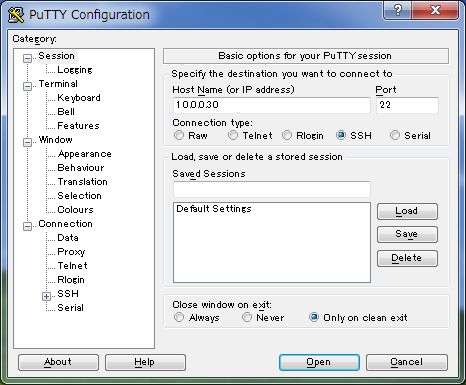 PuTTY Configuration
Category:
Session
Logging
Terminal
Keyboard
Bell
Features
Window
Appearance
Behaviour
Translation
Selection
Colours
Connection
Data
Proxy
Telnet
Rlogin
SSH
Serial
Basic options for your PuTTY session
Specify the destination you want to connect to
Host Name (or IP address) Port
10.0.0.30 22
Connection type:
Raw Telnet Rlogin SSH Serial
Load, save or delete a stored session
Saved Sessions
Default Settings
Load
Save
Delete
Close window on exit:
Always Never Only on clean exit
About Help Open Cancel